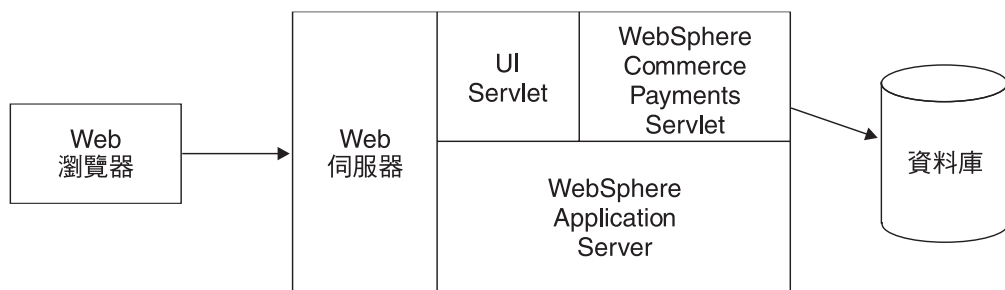 Web
瀏覽器
Web
伺服器
UI
Servlet
WebSphere
Commerce
Payments
Servlet
WebSphere
Application
Server
資料庫